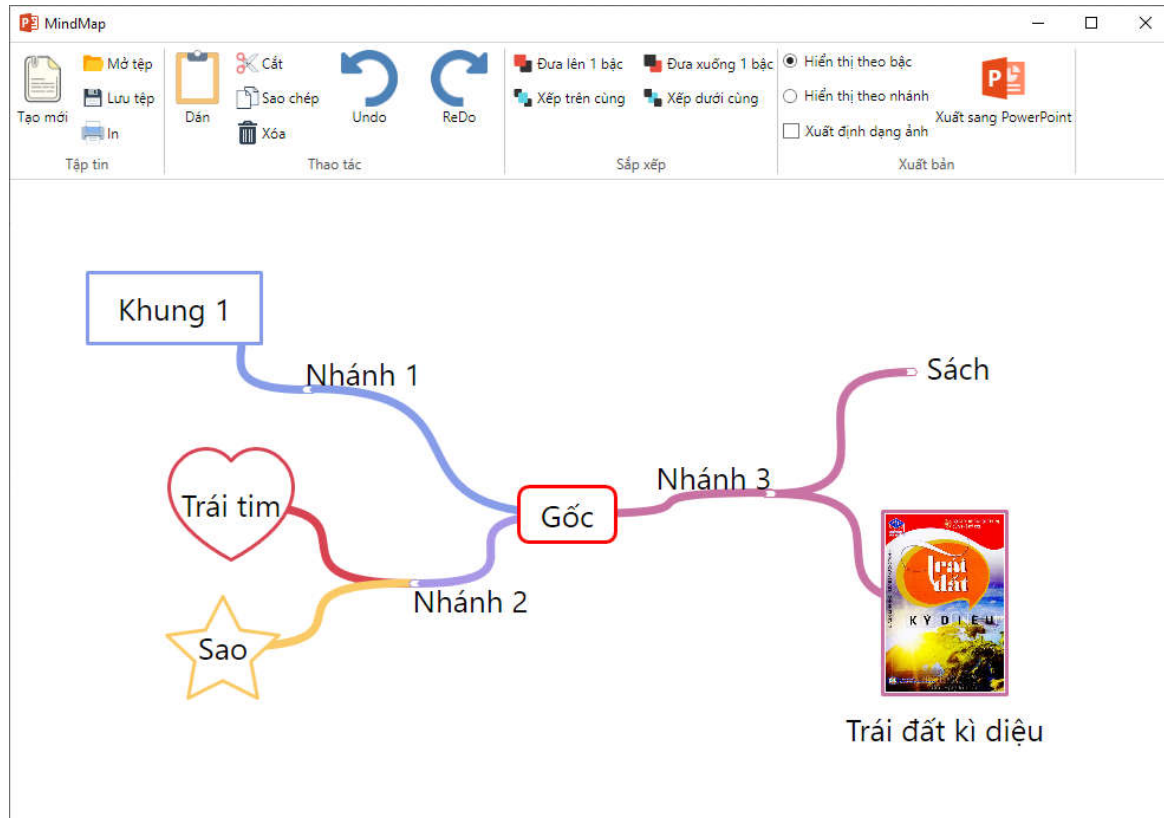 MindMap
Tạo mới
Mở tệp
Lưu tệp
In
Tập tin
Dán
Cắt
Sao chép
Xóa
Undo
ReDo
Thao tác
Đưa lên 1 bậc
Đưa xuống 1 bậc
Xếp trên cùng
Xếp dưới cùng
Sắp xếp
Hiển thị theo bậc
Hiển thị theo nhánh
Xuất định dạng ảnh
Xuất sang PowerPoint
Xuất bản
Khung 1
Nhánh 1
Trái tim
Sao
Nhánh 2
Gốc
Nhánh 3
Sách
trái
đất
KỲ DIỆU
Trái đất kì diệu